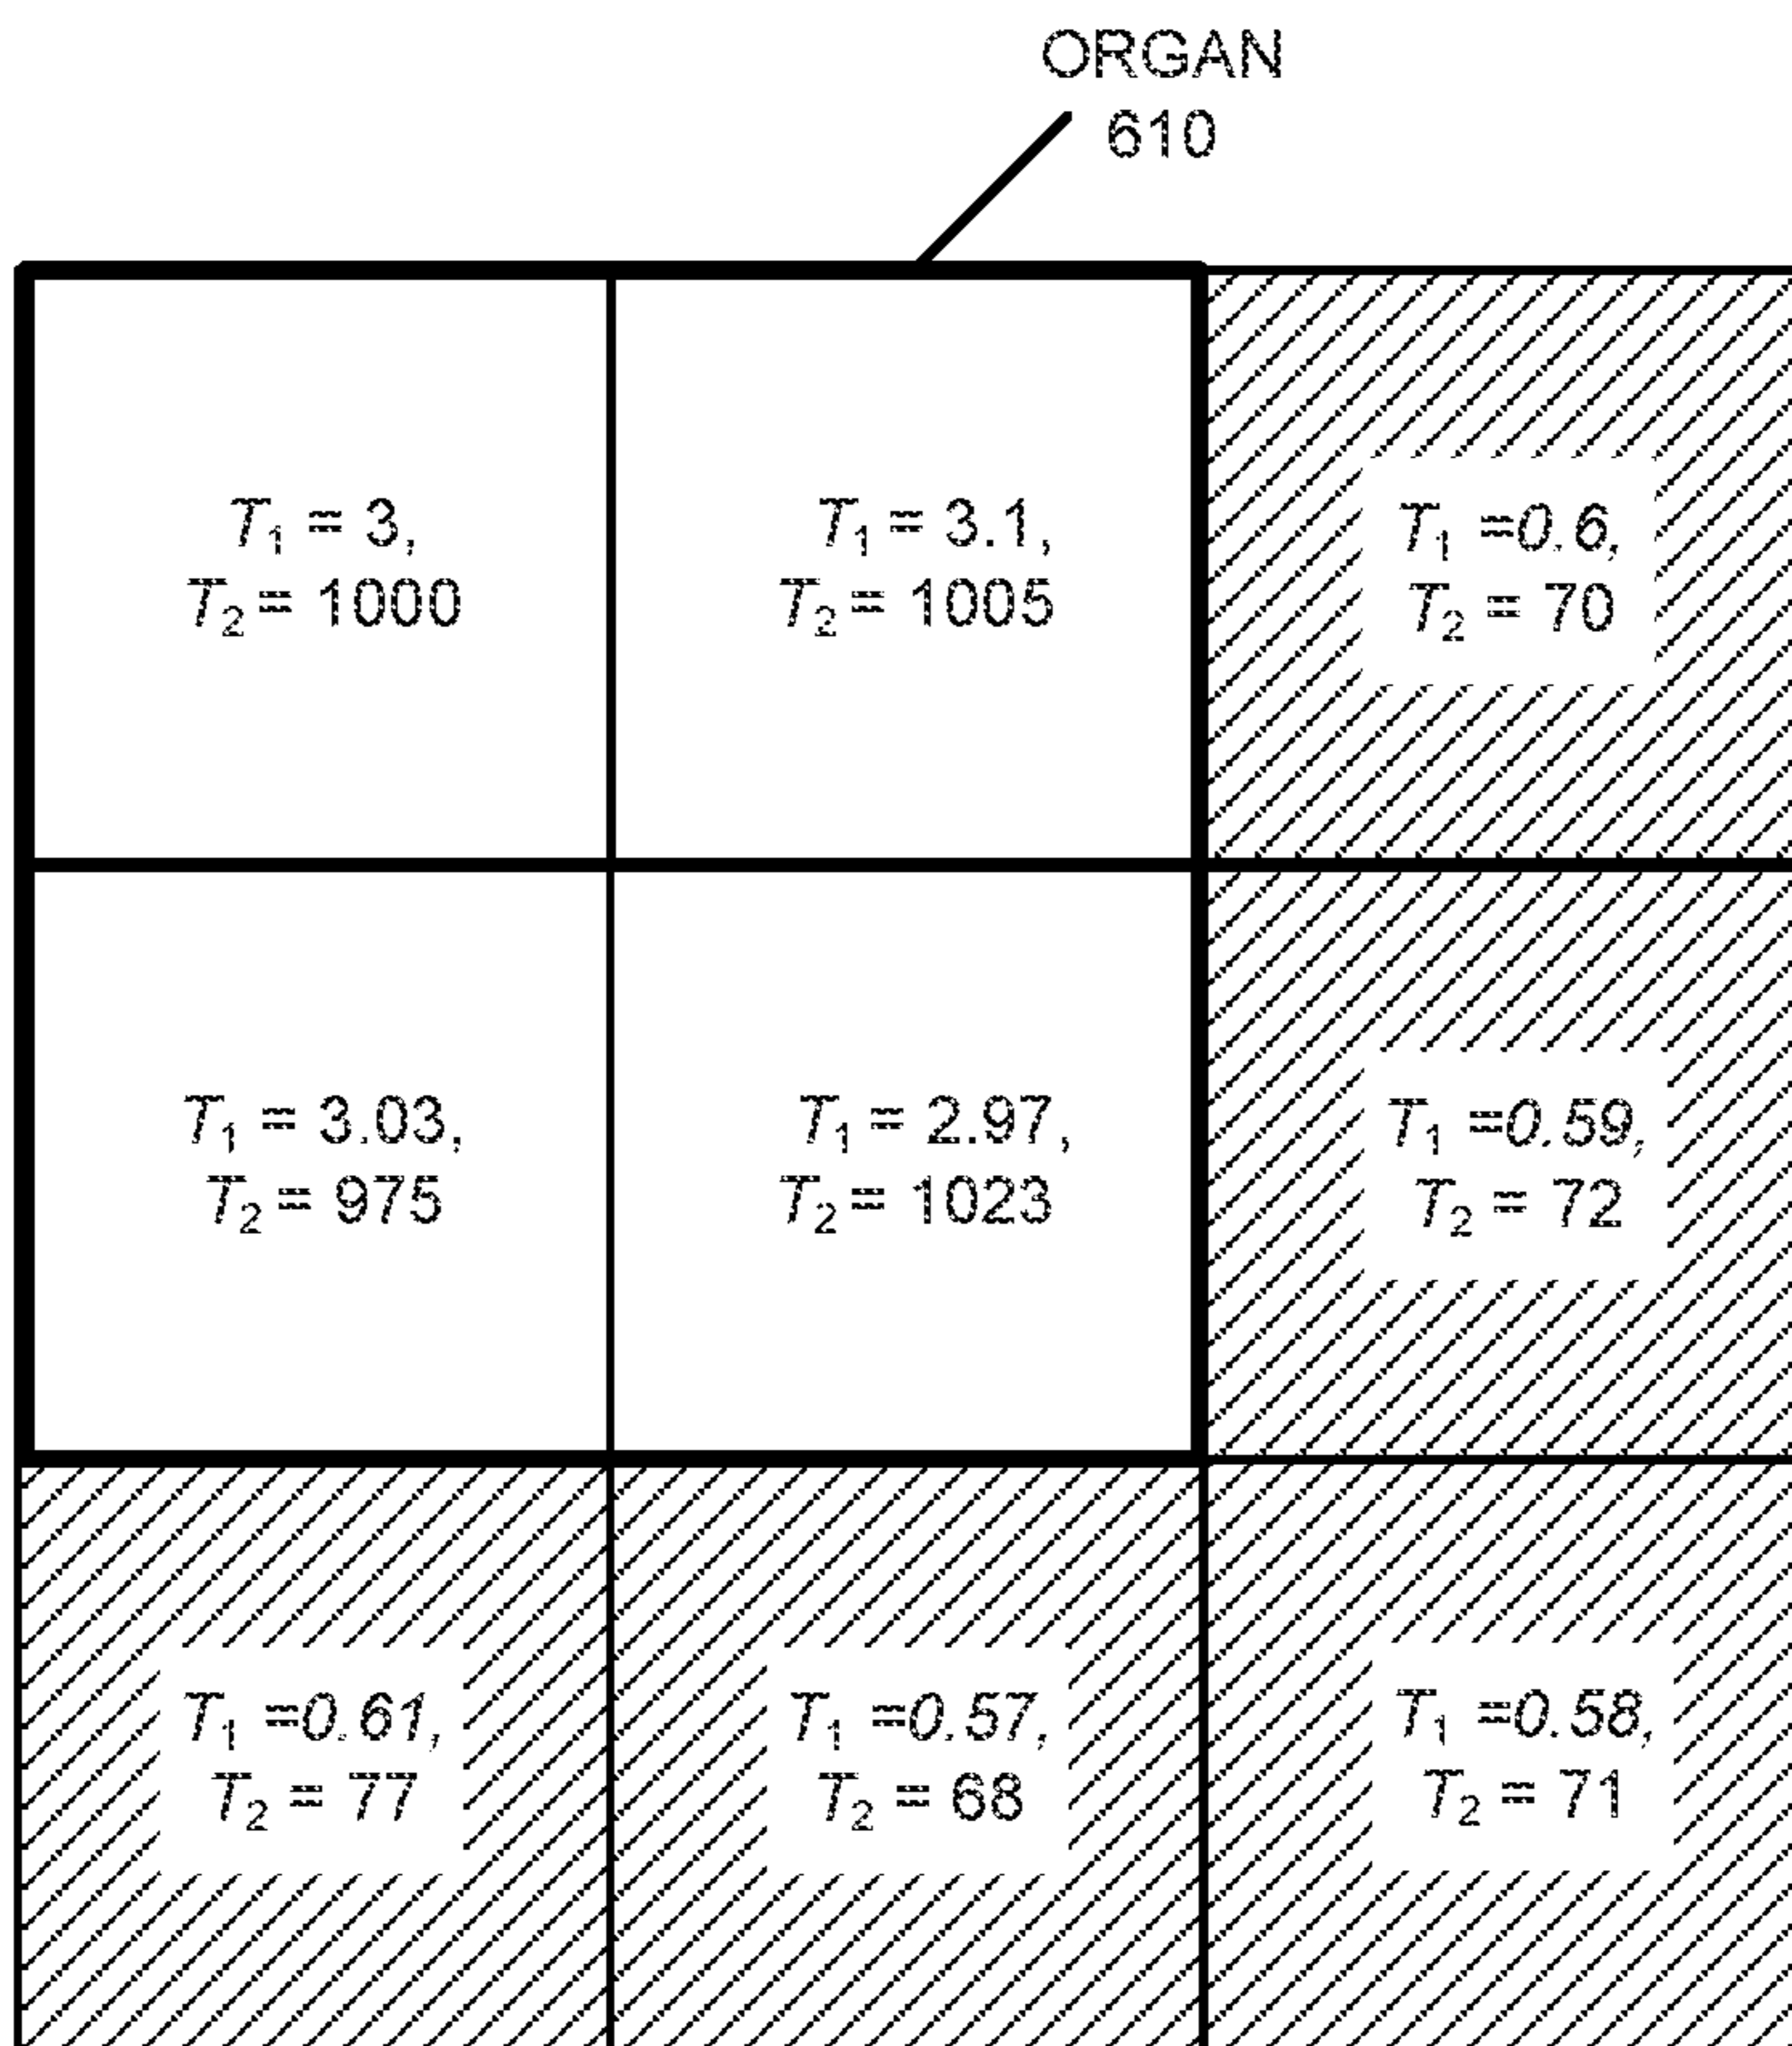 ORGAN
610
T₁ = 3,
T₂ = 1000
T₁ = 3.1,
T₂ = 1005
T₁ =0.6,
T₂ = 70
T₁ = 3.03,
T₂ = 975
T₁ = 2.97,
T₂ = 1023
T₁ =0.59,
T₂ = 72
T₁ =0.61,
T₂ = 77
T₁ =0.57,
T₂ = 68
T₁ =0.58,
T₂ = 71